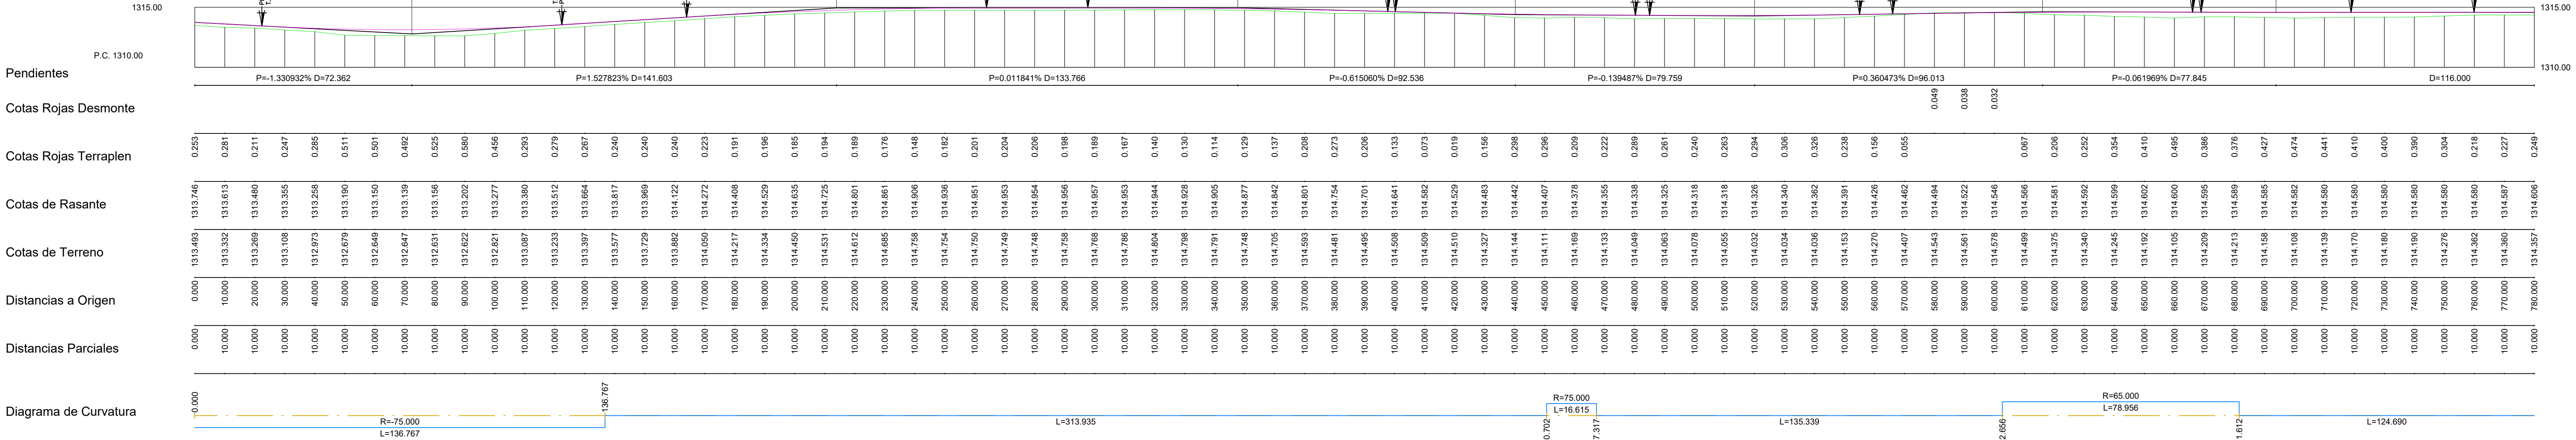 1315.00
1315.00
P.C. 1310.00
1310.00
Pendientes
P=-1.330932% D=72.362 P=1.527823% D=141.603 P=0.011841% D=133.766 P=-0.615060% D=92.536 P=-0.139487% D=79.759 P=0.360473% D=96.013 P=-0.061969% D=77.845 D=116.000
Cotas Rojas Desmonte
0.049 0.038 0.032
Cotas Rojas Terraplen
0.253 0.281 0.211 0.247 0.285 0.511 0.501 0.492 0.525 0.580 0.456 0.293 0.279 0.267 0.240 0.240 0.240 0.223 0.191 0.196 0.185 0.194 0.189 0.176 0.148 0.182 0.201 0.204 0.206 0.198 0.189 0.167 0.140 0.130 0.114 0.129 0.137 0.208 0.273 0.206 0.133 0.073 0.019 0.156 0.298 0.296 0.209 0.222 0.289 0.261 0.240 0.263 0.294 0.306 0.326 0.238 0.156 0.055 0.067 0.206 0.252 0.354 0.410 0.495 0.386 0.376 0.427 0.474 0.441 0.410 0.400 0.390 0.304 0.218 0.227 0.249
Cotas de Rasante
1313.746 1313.613 1313.480 1313.355 1313.258 1313.190 1313.150 1313.139 1313.156 1313.202 1313.277 1313.380 1313.512 1313.664 1313.817 1313.969 1314.122 1314.272 1314.408 1314.529 1314.635 1314.725 1314.801 1314.861 1314.906 1314.936 1314.951 1314.953 1314.954 1314.956 1314.957 1314.953 1314.944 1314.928 1314.905 1314.877 1314.842 1314.801 1314.754 1314.701 1314.641 1314.582 1314.529 1314.483 1314.442 1314.407 1314.378 1314.355 1314.338 1314.325 1314.318 1314.318 1314.326 1314.340 1314.362 1314.391 1314.426 1314.462 1314.494 1314.522 1314.546 1314.566 1314.581 1314.592 1314.599 1314.602 1314.600 1314.595 1314.589 1314.585 1314.582 1314.580 1314.580 1314.580 1314.580 1314.580 1314.580 1314.587 1314.606
Cotas de Terreno
1313.493 1313.332 1313.269 1313.108 1312.973 1312.679 1312.649 1312.647 1312.631 1312.622 1312.821 1313.087 1313.233 1313.397 1313.577 1313.729 1313.882 1314.050 1314.217 1314.334 1314.450 1314.531 1314.612 1314.685 1314.758 1314.754 1314.750 1314.749 1314.748 1314.758 1314.768 1314.786 1314.804 1314.798 1314.791 1314.748 1314.705 1314.593 1314.481 1314.495 1314.508 1314.509 1314.510 1314.327 1314.144 1314.111 1314.169 1314.133 1314.049 1314.063 1314.078 1314.055 1314.032 1314.034 1314.036 1314.153 1314.270 1314.407 1314.543 1314.561 1314.578 1314.499 1314.375 1314.340 1314.245 1314.192 1314.105 1314.209 1314.213 1314.158 1314.108 1314.139 1314.170 1314.180 1314.190 1314.276 1314.362 1314.360 1314.357
Distancias a Origen
0.000 10.000 20.000 30.000 40.000 50.000 60.000 70.000 80.000 90.000 100.000 110.000 120.000 130.000 140.000 150.000 160.000 170.000 180.000 190.000 200.000 210.000 220.000 230.000 240.000 250.000 260.000 270.000 280.000 290.000 300.000 310.000 320.000 330.000 340.000 350.000 360.000 370.000 380.000 390.000 400.000 410.000 420.000 430.000 440.000 450.000 460.000 470.000 480.000 490.000 500.000 510.000 520.000 530.000 540.000 550.000 560.000 570.000 580.000 590.000 600.000 610.000 620.000 630.000 640.000 650.000 660.000 670.000 680.000 690.000 700.000 710.000 720.000 730.000 740.000 750.000 760.000 770.000 780.000
Distancias Parciales
0.000 10.000 10.000 10.000 10.000 10.000 10.000 10.000 10.000 10.000 10.000 10.000 10.000 10.000 10.000 10.000 10.000 10.000 10.000 10.000 10.000 10.000 10.000 10.000 10.000 10.000 10.000 10.000 10.000 10.000 10.000 10.000 10.000 10.000 10.000 10.000 10.000 10.000 10.000 10.000 10.000 10.000 10.000 10.000 10.000 10.000 10.000 10.000 10.000 10.000 10.000 10.000 10.000 10.000 10.000 10.000 10.000 10.000 10.000 10.000 10.000 10.000 10.000 10.000 10.000 10.000 10.000 10.000 10.000 10.000 10.000 10.000 10.000 10.000 10.000 10.000 10.000 10.000 10.000
Diagrama de Curvatura
0.000 136.767 0.702 7.317 2.656 1.612
R=75.000 R=65.000
L=16.615 L=78.956
R=-75.000 L=313.935 L=135.339 L=124.690
L=136.767